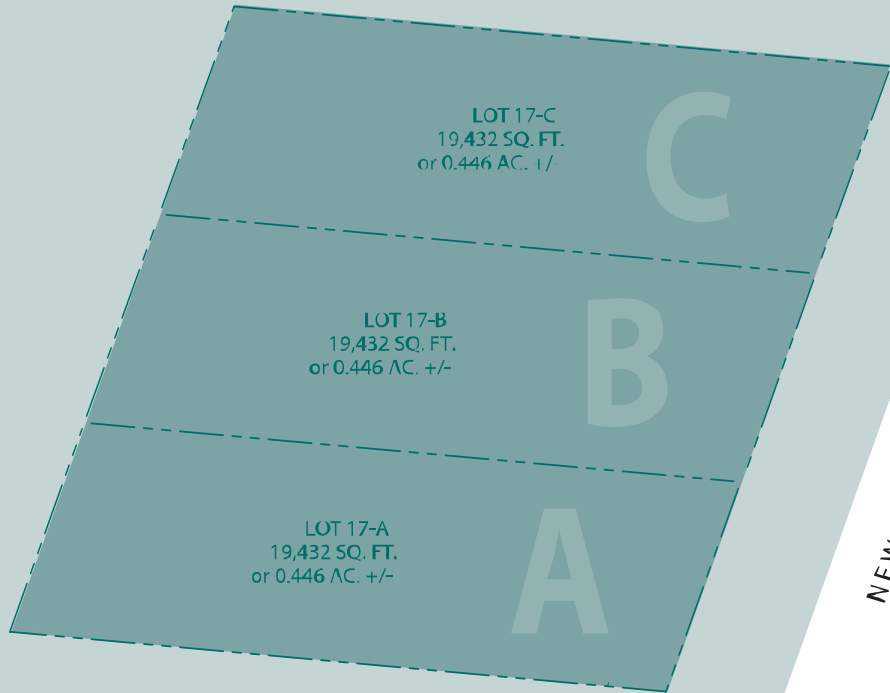 LOT 17-C
19,432 SQ. FT.
or 0.446 AC. +/-
C
LOT 17-B
19,432 SQ. FT.
or 0.446 AC. +/-
B
LOT 17-A
19,432 SQ. FT.
or 0.446 AC. +/-
A
NEW